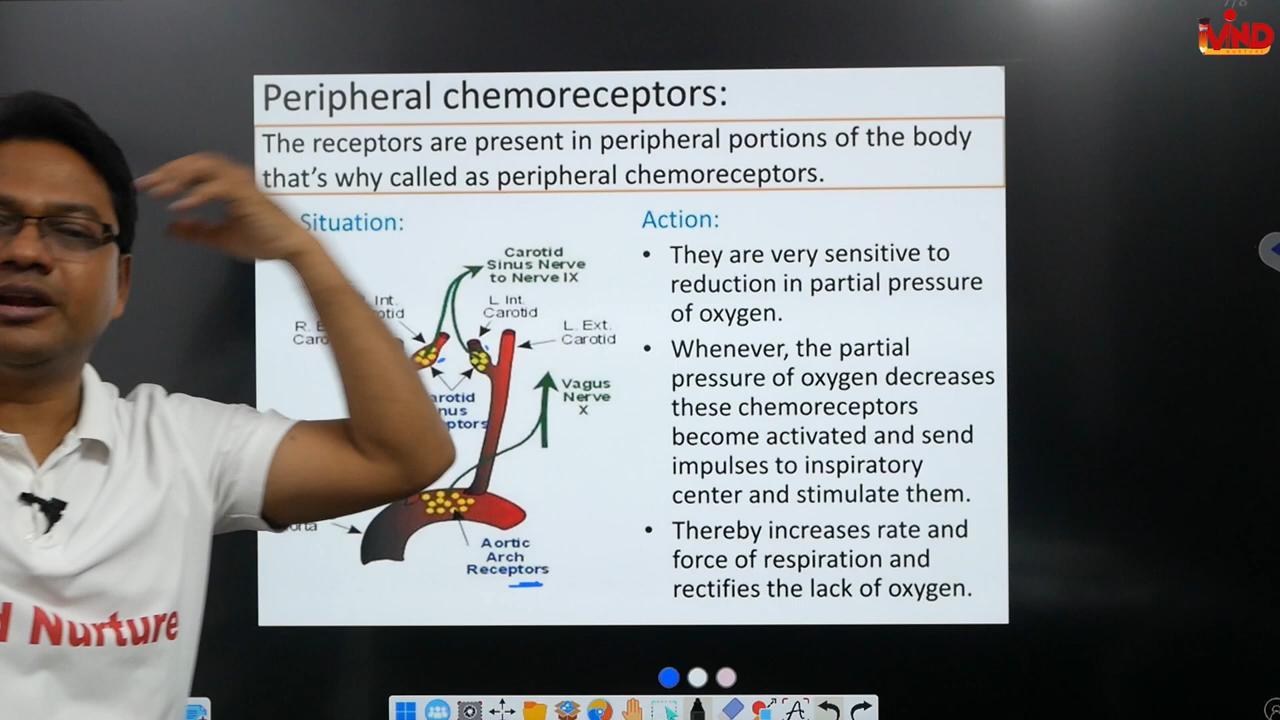 7/8
MIND
NURTURE
Peripheral chemoreceptors:
The receptors are present in peripheral portions of the body
that's why called as peripheral chemoreceptors.
Situation:
Carotid
Sinus Nerve
to Nerve IX
Int.
L. Int.
Carotid
R.
L. Ext.
Carotid
Vagus
Nerve
X
Aortic
Arch
Receptors
Action:
• They are very sensitive to
reduction in partial pressure
of oxygen.
• Whenever, the partial
pressure of oxygen decreases
these chemoreceptors
become activated and send
impulses to inspiratory
center and stimulate them.
• Thereby increases rate and
force of respiration and
rectifies the lack of oxygen.
d Nurture